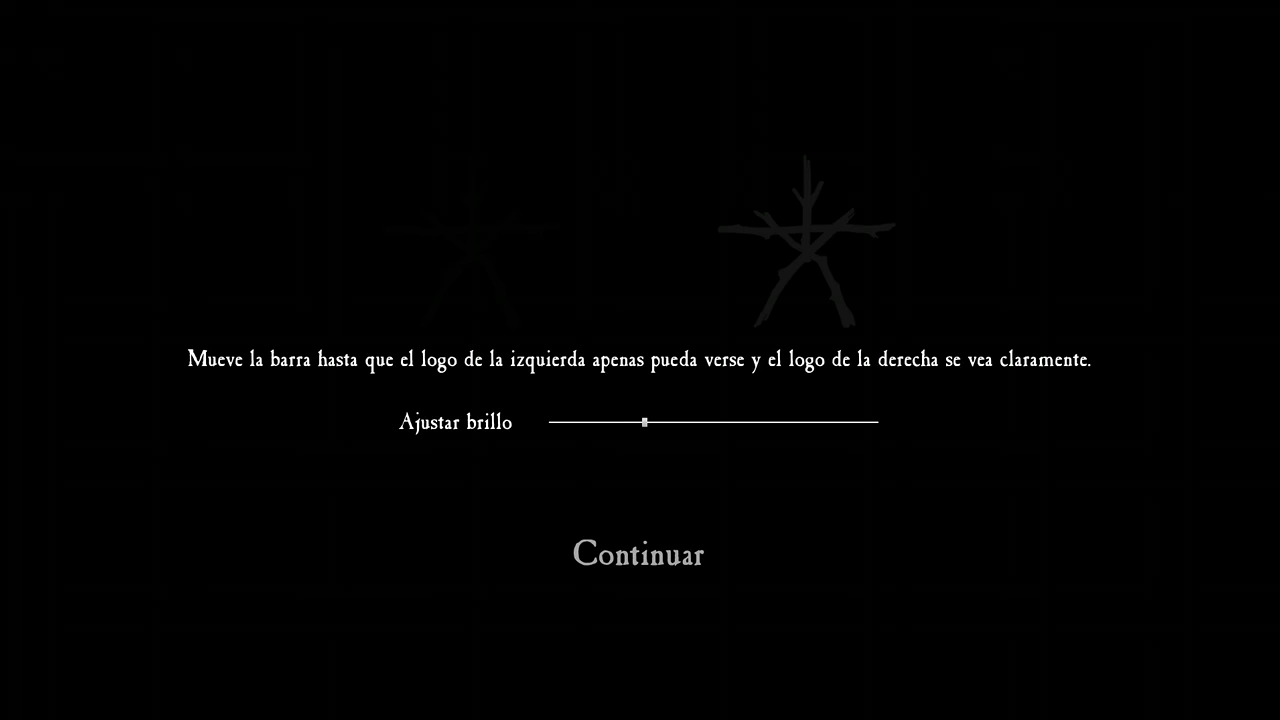 Mueve la barra hasta que el logo de la izquierda apenas pueda verse y el logo de la derecha se vea claramente.
Ajustar brillo
Continuar